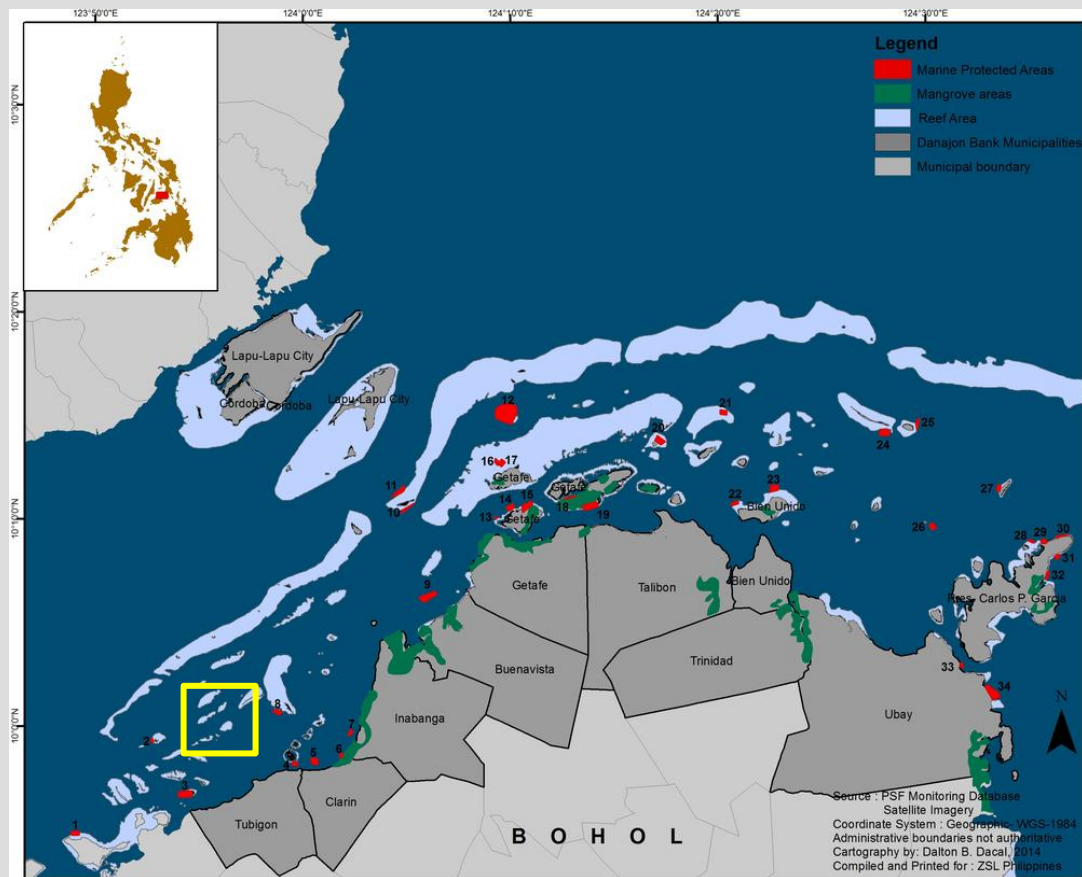 123°50'0"E
124°0'0"E
124°10'0"E
124°20'0"E
124°30'0"E
10°30'0"N
10°20'0"N
10°10'0"N
10°0'0"N
Legend
Marine Protected Areas
Mangrove areas
Reef Area
Danajon Bank Municipalities
Municipal boundary
Lapu-Lapu City
Cordoba
Cordoba
Lapu-Lapu City
12
21
20
25
24
16
17
Getafe
11
10
Getafe
18
19
14
15
13
Getafe
23
22
Bien Unido
27
26
28
29
30
31
32
Pres. Carlos P. Garcia
9
Getafe
Talibon
Bien Unido
Buenavista
Trinidad
33
34
Inabanga
Ubay
8
7
2
6
5
4
3
1
Tubigon
Clarin
BOHOL
N
Source : PSF Monitoring Database
Satellite Imagery
Coordinate System : Geographic- WGS-1984
Administrative boundaries not authoritative
Cartography by: Dalton B. Dacal, 2014
Compiled and Printed for : ZSL Philippines